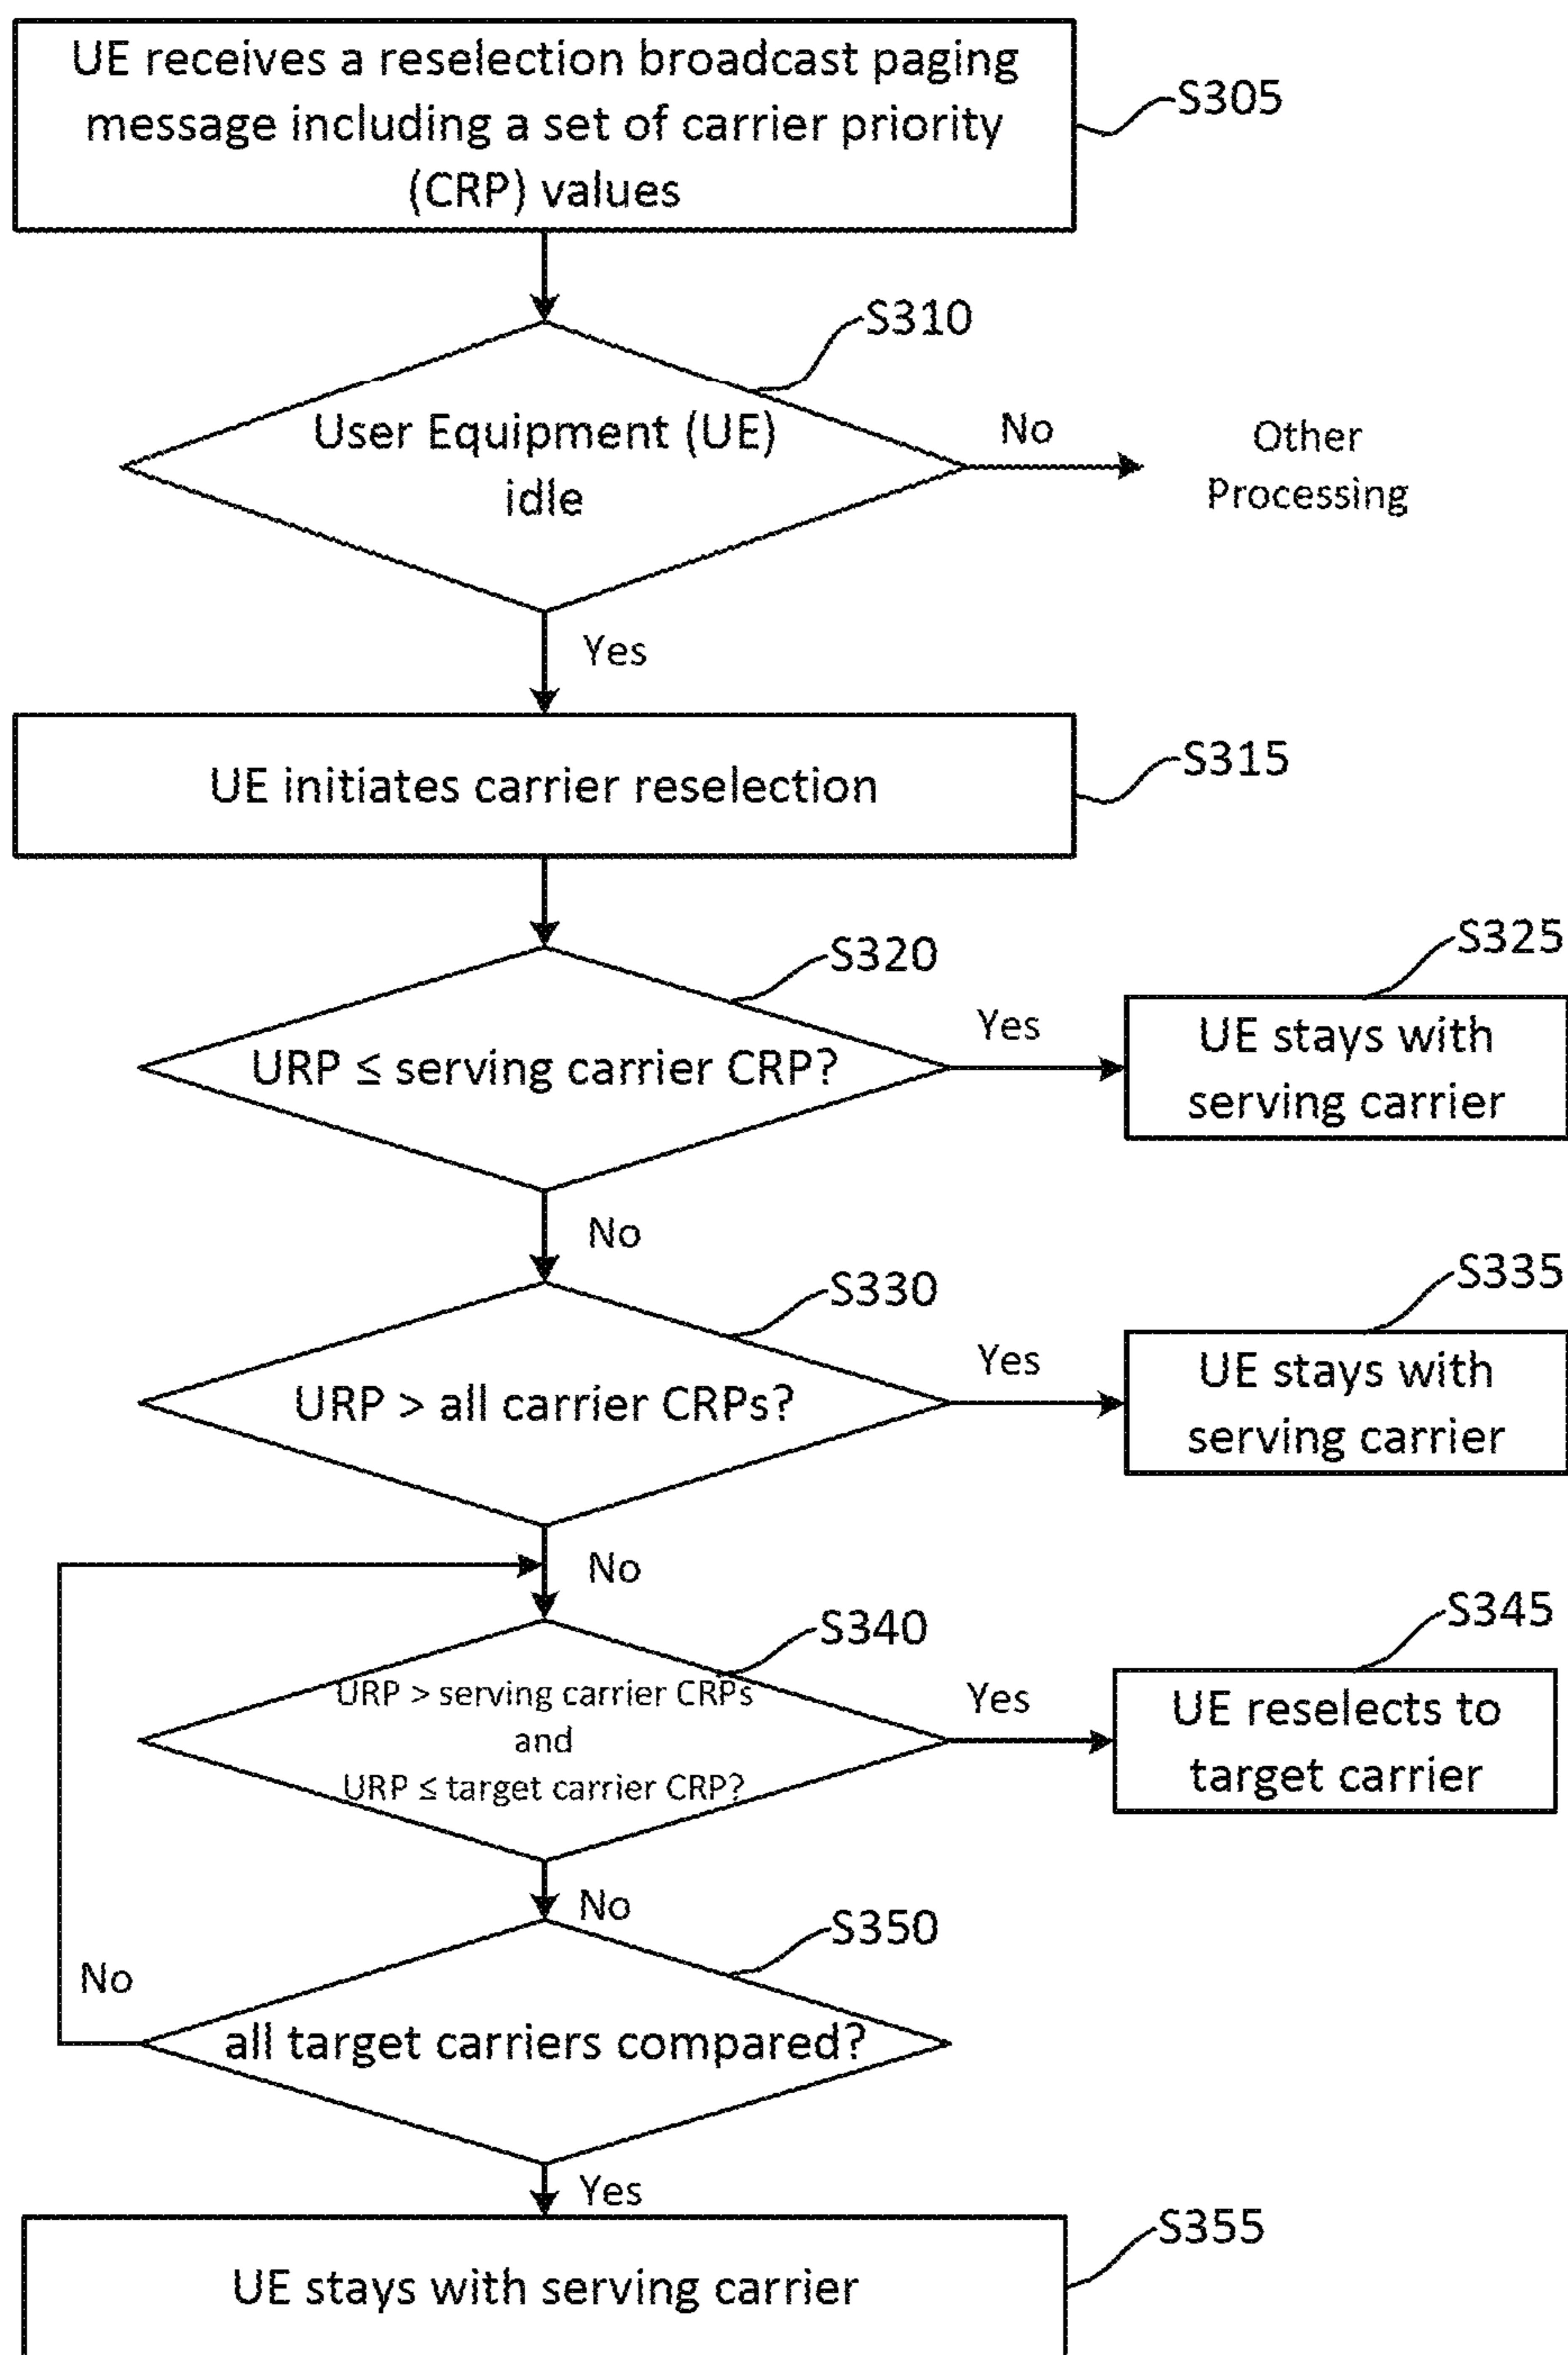 UE receives a reselection broadcast paging
message including a set of carrier priority
(CRP) values
S305
S310
User Equipment (UE)
idle
No
Other
Processing
Yes
UE initiates carrier reselection
S315
S320
URP ≤ serving carrier CRP?
Yes
S325
UE stays with
serving carrier
No
S330
URP > all carrier CRPs?
Yes
S335
UE stays with
serving carrier
No
S340
URP > serving carrier CRPs
and
URP ≤ target carrier CRP?
Yes
S345
UE reselects to
target carrier
No
S350
all target carriers compared?
No
Yes
S355
UE stays with serving carrier